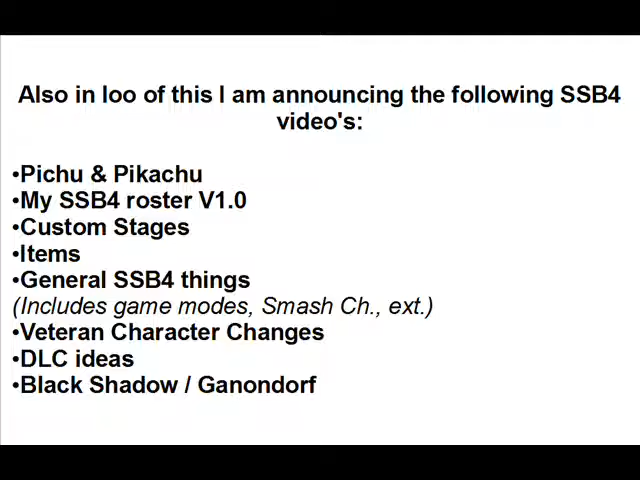 Also in loo of this I am announcing the following SSB4
video's:
•Pichu & Pikachu
•My SSB4 roster V1.0
•Custom Stages
•Items
•General SSB4 things
(Includes game modes, Smash Ch., ext.)
•Veteran Character Changes
•DLC ideas
•Black Shadow / Ganondorf